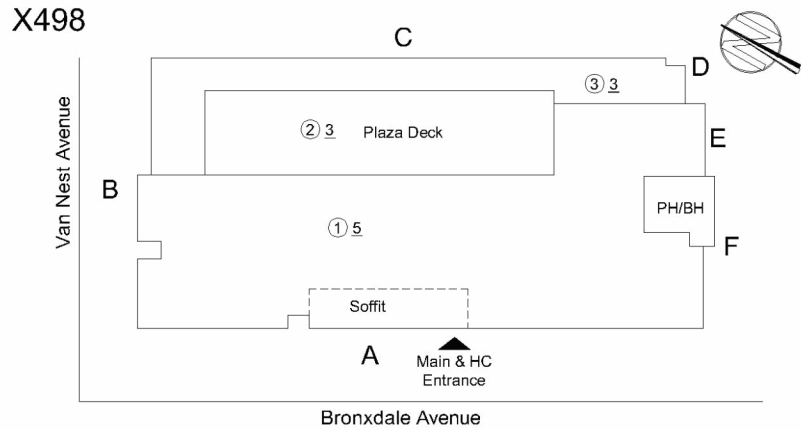 X498
C
D
③ 3
② 3 Plaza Deck
E
Van Nest Avenue
B
PH/BH
① 5
F
Soffit
A
Main & HC
Entrance
Bronxdale Avenue